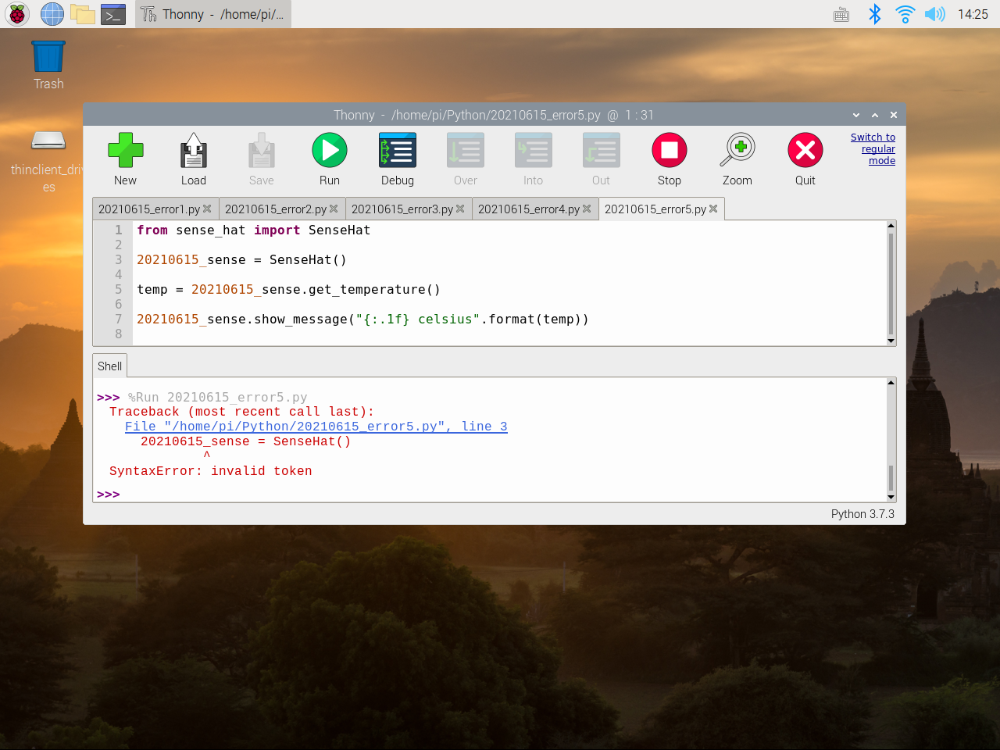 Thonny - /home/pi/...
14:25
Trash
thinclient_driv
es
Thonny - /home/pi/Python/20210615_error5.py @ 1 : 31
New
Load
Save
Run
Debug
Over
Into
Out
Stop
Zoom
Quit
Switch to
regular
mode
20210615_error1.py
20210615_error2.py
20210615_error3.py
20210615_error4.py
20210615_error5.py
1 from sense_hat import SenseHat
2
3 20210615_sense = SenseHat()
4
5 temp = 20210615_sense.get_temperature()
6
7 20210615_sense.show_message("{:.1f} celsius".format(temp))
8
Shell
>>> %Run 20210615_error5.py
Traceback (most recent call last):
File "/home/pi/Python/20210615_error5.py", line 3
20210615_sense = SenseHat()
^
SyntaxError: invalid token
>>>
Python 3.7.3